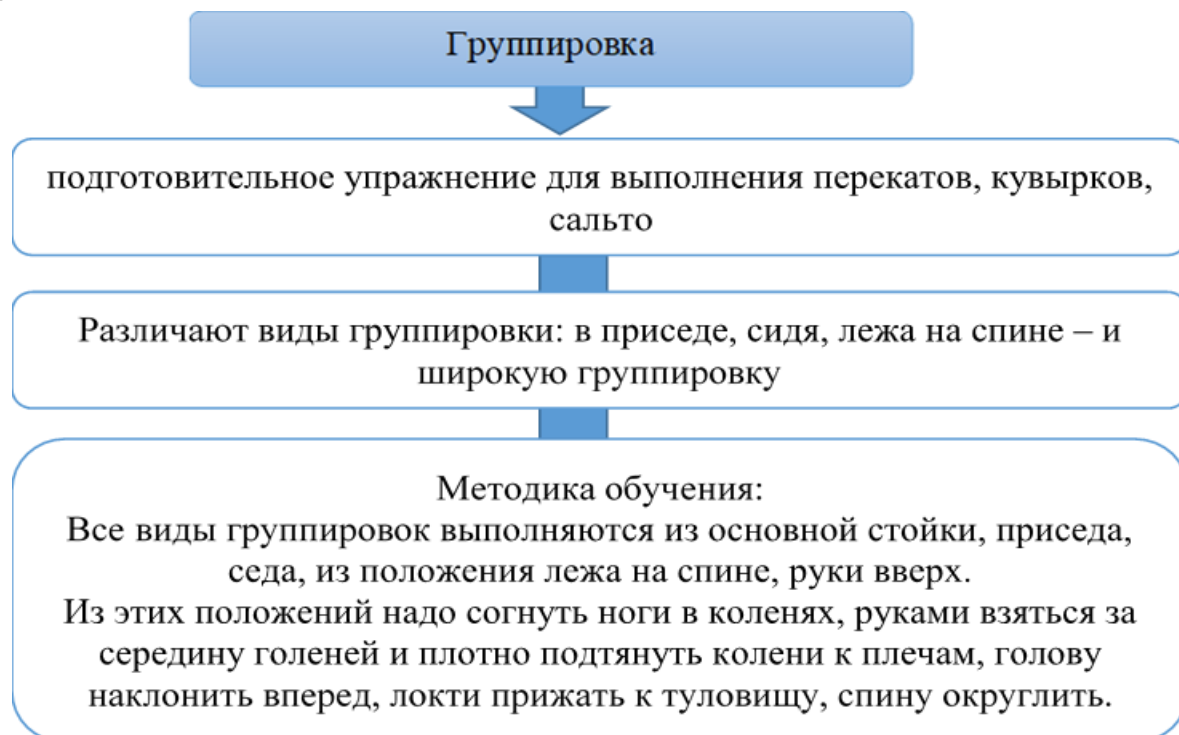 Группировка
подготовительное упражнение для выполнения перекатов, кувырков,
сальто
Различают виды группировки: в приседе, сидя, лежа на спине – и
широкую группировку
Методика обучения:
Все виды группировок выполняются из основной стойки, приседа,
седа, из положения лежа на спине, руки вверх.
Из этих положений надо согнуть ноги в коленях, руками взяться за
середину голеней и плотно подтянуть колени к плечам, голову
наклонить вперед, локти прижать к туловищу, спину округлить.